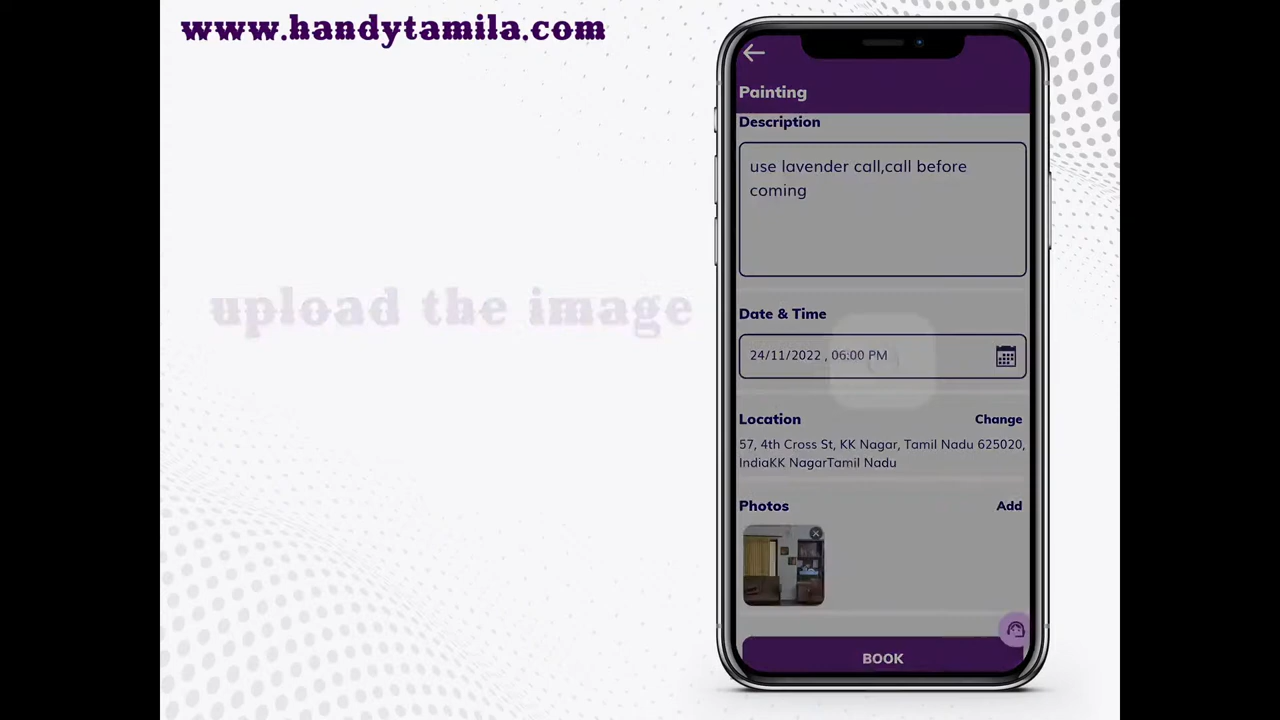 www.handytamila.com
upload the image
Painting
Description
use lavender call,call before
coming
Date & Time
24/11/2022 , 06:00 PM
Location Change
57, 4th Cross St, KK Nagar, Tamil Nadu 625020,
IndiaKK NagarTamil Nadu
Photos Add
BOOK